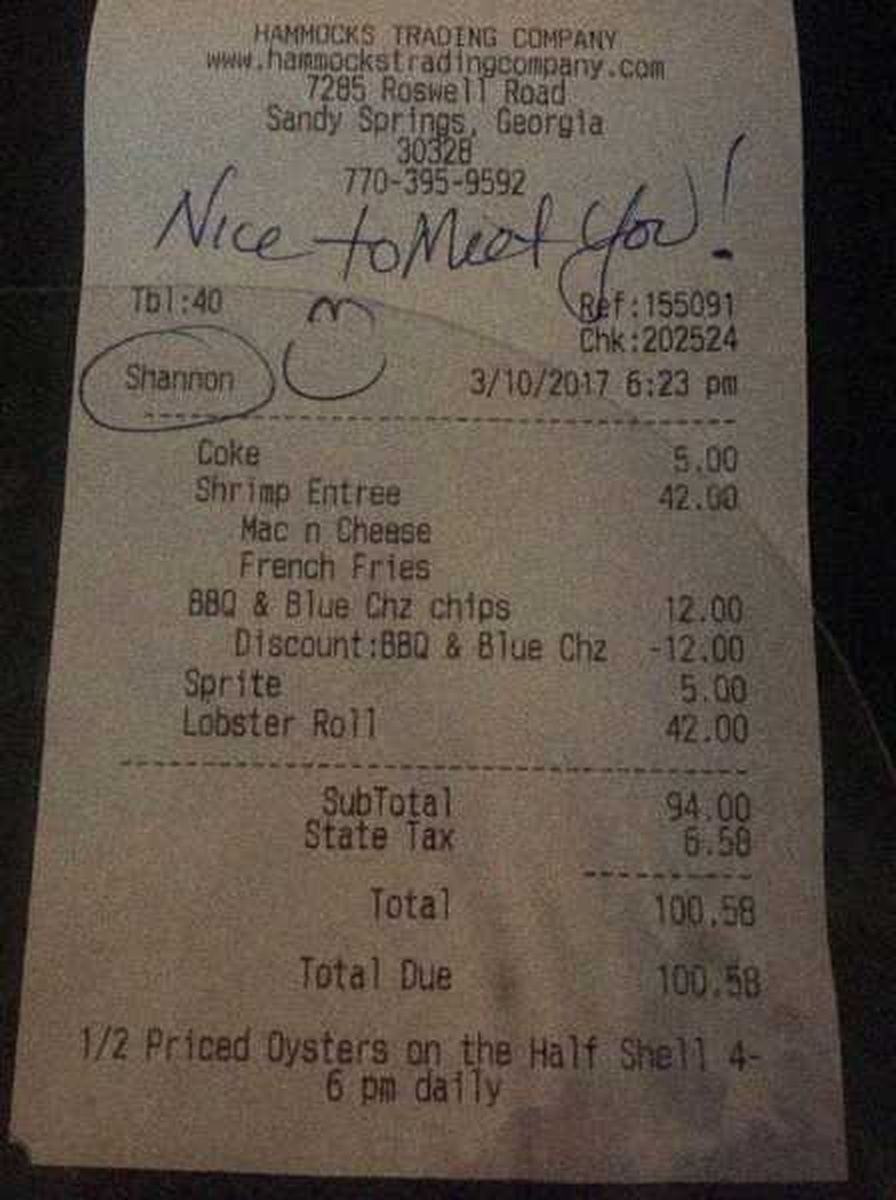 HAMMOCKS TRADING COMPANY
www.hammockstradingcompany.com
7285 Roswell Road
Sandy Springs, Georgia
30328
770-395-9592
Nice to Meet You!
Tbl:40 Ref:155091
Chk:202524
Shannon 3/10/2017 6:23 pm
Coke 5.00
Shrimp Entree 42.00
Mac n Cheese
French Fries
BBQ & Blue Chz chips 12.00
Discount:BBQ & Blue Chz -12.00
Sprite 5.00
Lobster Roll 42.00
SubTotal 94.00
State Tax 6.58
Total 100.58
Total Due 100.58
1/2 Priced Oysters on the Half Shell 4-
6 pm daily